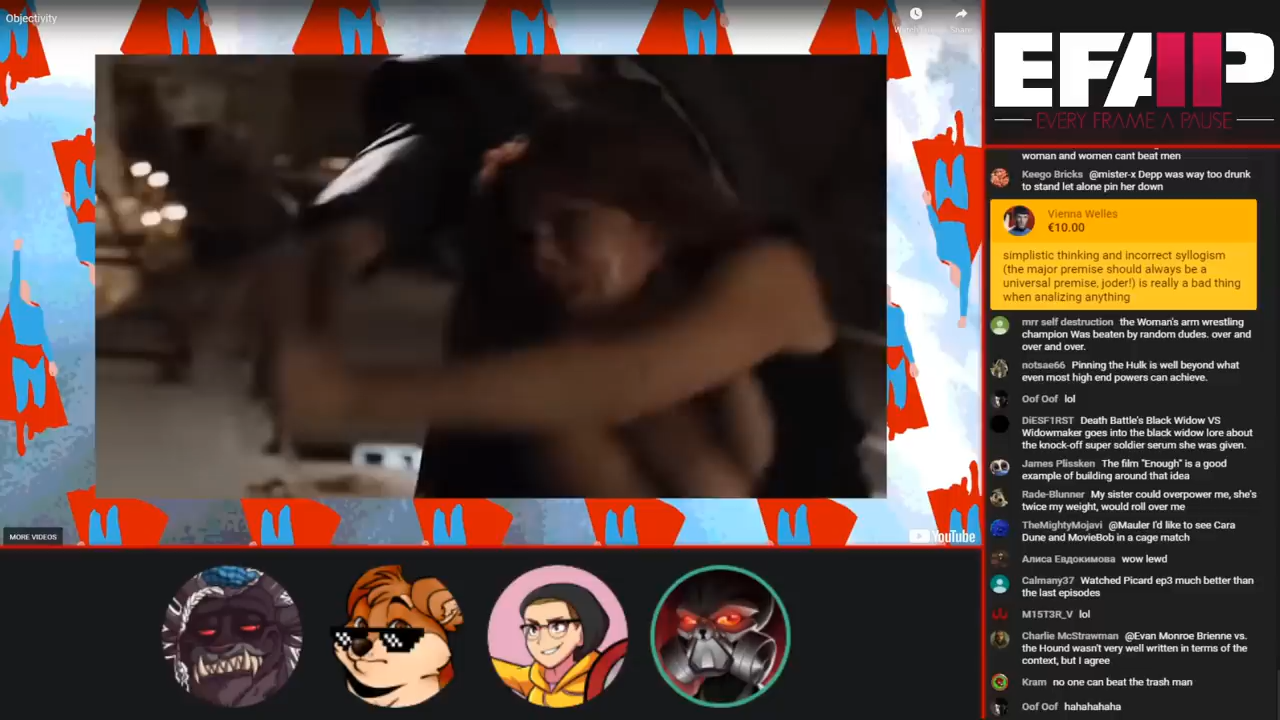 Objectivity
Share
MORE VIDEOS
YouTube
EFAP
EVERY FRAME A PAUSE
woman and women cant beat men
Keego Bricks @mister-x Depp was way too drunk
to stand let alone pin her down
Vienna Welles
€10.00
simplistic thinking and incorrect syllogism
(the major premise should always be a
universal premise, joder!) is really a bad thing
when analizing anything
mrr self destruction the Woman's arm wrestling
champion Was beaten by random dudes. over and
over and over.
notsae66 Pinning the Hulk is well beyond what
even most high end powers can achieve.
Oof Oof lol
DiESF1RST Death Battle's Black Widow VS
Widowmaker goes into the black widow lore about
the knock-off super soldier serum she was given.
James Plissken The film "Enough" is a good
example of building around that idea
Rade-Blunner My sister could overpower me, she's
twice my weight, would roll over me
TheMightyMojavi @Mauler I'd like to see Cara
Dune and MovieBob in a cage match
Алиса Евдокимова wow lewd
Calmany37 Watched Picard ep3 much better than
the last episodes
M15T3R_V lol
Charlie McStrawman @Evan Monroe Brienne vs.
the Hound wasn't very well written in terms of the
context, but I agree
Kram no one can beat the trash man
Oof Oof hahahahaha